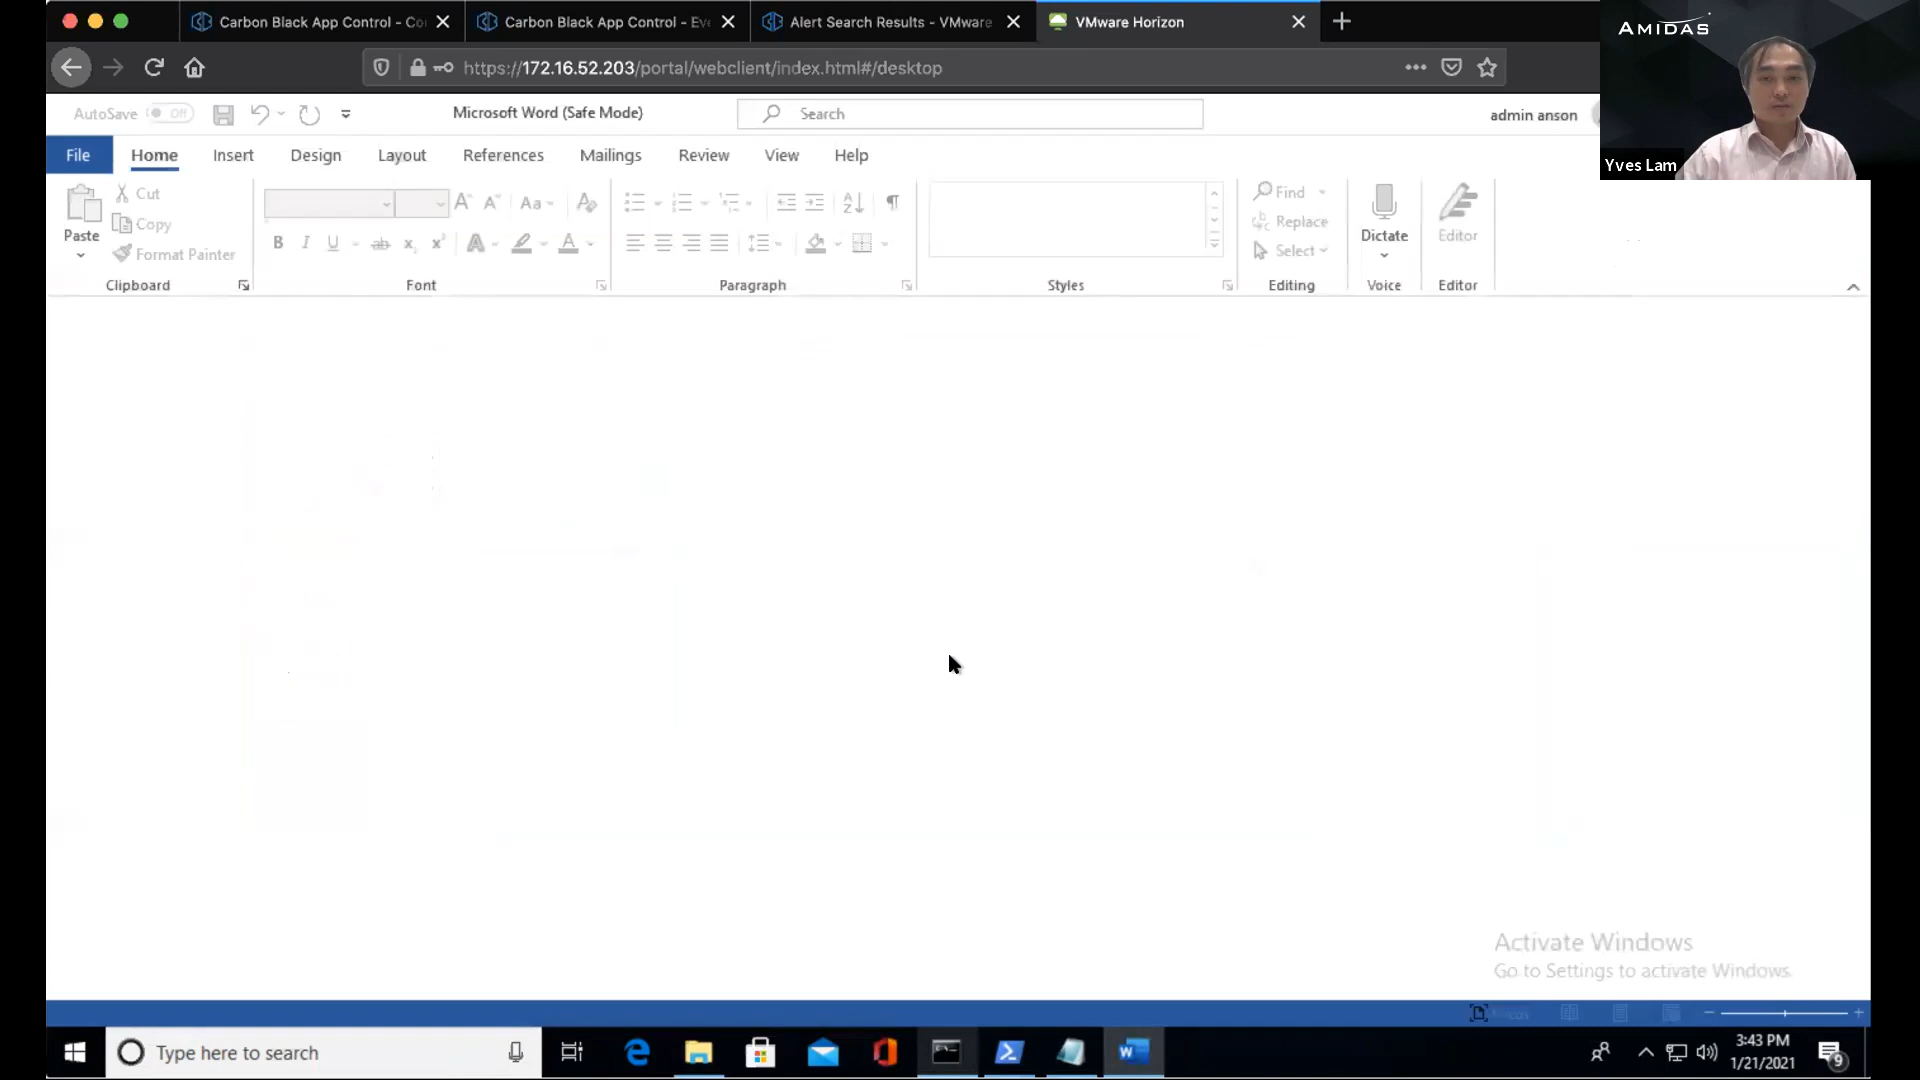 Carbon Black App Control - Co
Carbon Black App Control - Eve
Alert Search Results - VMware
VMware Horizon
AMIDAS
https://172.16.52.203/portal/webclient/index.html#/desktop
AutoSave Off
Microsoft Word (Safe Mode)
Search
admin anson
Yves Lam
File Home Insert Design Layout References Mailings Review View Help
Paste
Cut
Copy
Format Painter
Clipboard
Aa
B I U ab x x A A
Font
Paragraph
Styles
Find
Replace
Select
Editing
Dictate
Voice
Editor
Editor
Activate Windows
Go to Settings to activate Windows.
Type here to search
3:43 PM
1/21/2021
9